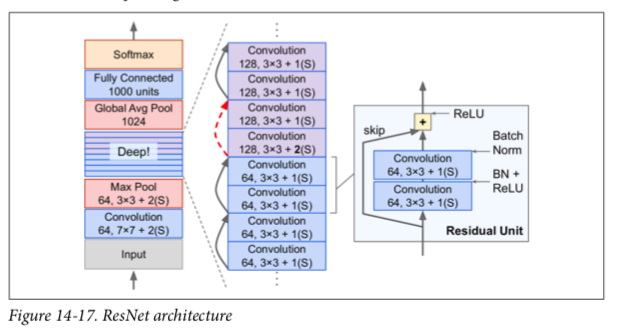 Softmax
Fully Connected
1000 units
Global Avg Pool
1024
Deep!
Max Pool
64, 3×3 + 2(S)
Convolution
64, 7×7 + 2(S)
Input
Convolution
128, 3×3 + 1(S)
Convolution
128, 3×3 + 1(S)
Convolution
128, 3×3 + 1(S)
Convolution
128, 3×3 + 2(S)
Convolution
64, 3×3 + 1(S)
Convolution
64, 3×3 + 1(S)
Convolution
64, 3×3 + 1(S)
Convolution
64, 3×3 + 1(S)
ReLU
+
skip
Batch
Norm
Convolution
64, 3×3 + 1(S)
BN +
ReLU
Convolution
64, 3×3 + 1(S)
Residual Unit
Figure 14-17. ResNet architecture